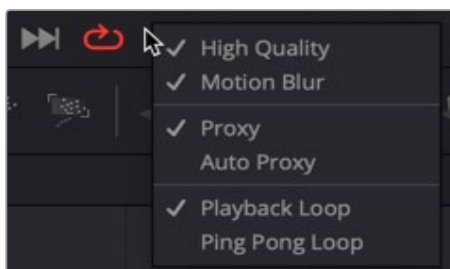 High Quality
Motion Blur
Proxy
Auto Proxy
Playback Loop
Ping Pong Loop